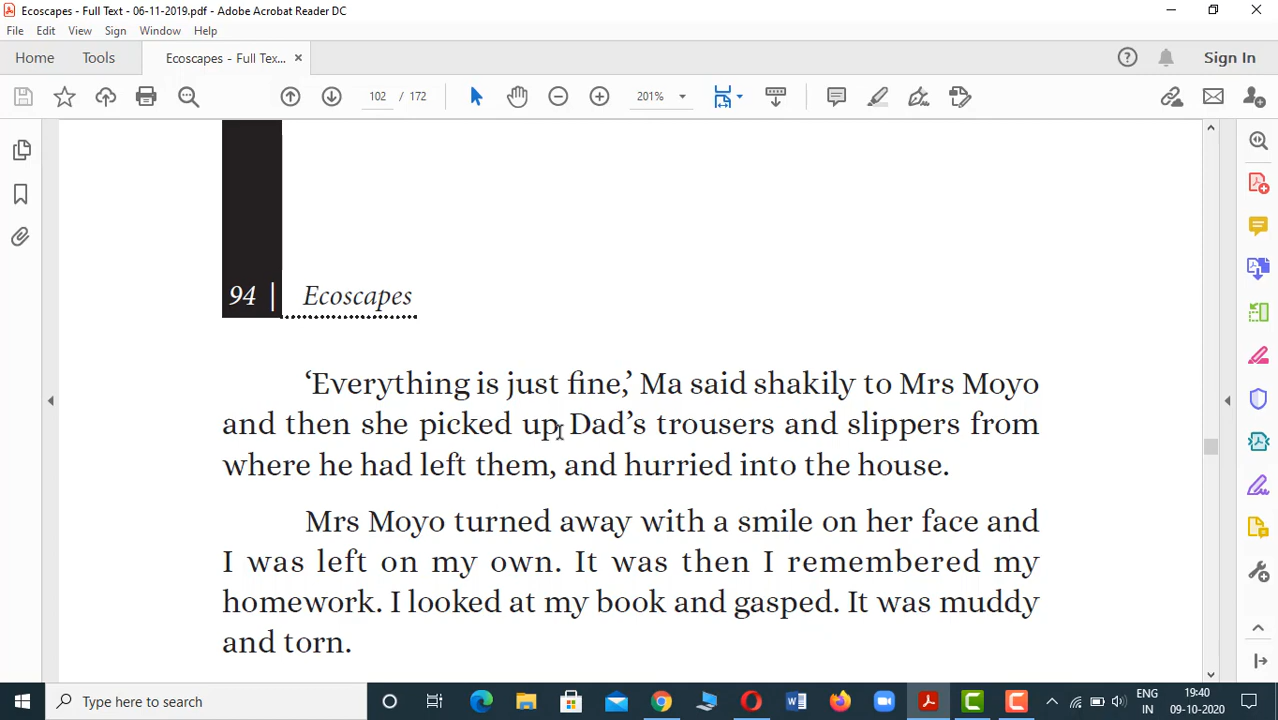 Ecoscapes - Full Text - 06-11-2019.pdf - Adobe Acrobat Reader DC
File Edit View Sign Window Help
Home Tools Ecoscapes - Full Tex... × Sign In
102 / 172 201%
94 | Ecoscapes
‘Everything is just fine,’ Ma said shakily to Mrs Moyo
and then she picked up Dad’s trousers and slippers from
where he had left them, and hurried into the house.
Mrs Moyo turned away with a smile on her face and
I was left on my own. It was then I remembered my
homework. I looked at my book and gasped. It was muddy
and torn.
Type here to search
ENG 19:40
IN 09-10-2020